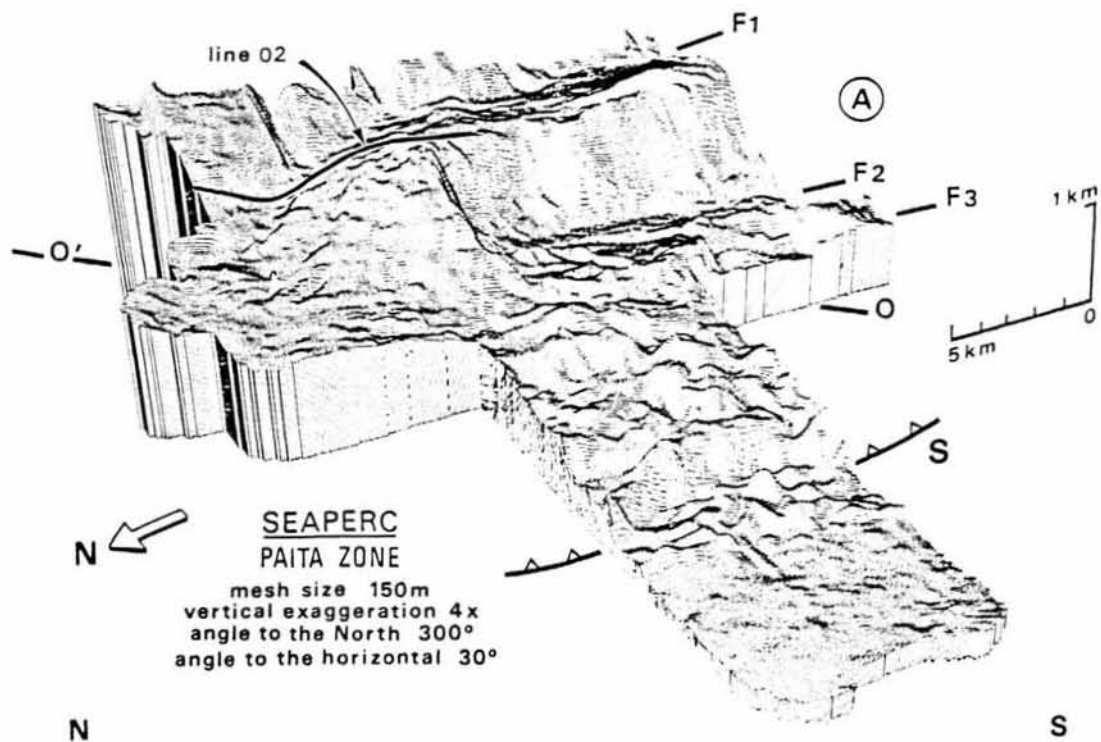 F1
line 02
A
F2
F3
1 km
O'
O
0
5 km
S
N
SEAPERC
PAITA ZONE
mesh size 150m
vertical exaggeration 4x
angle to the North 300°
angle to the horizontal 30°
N
S